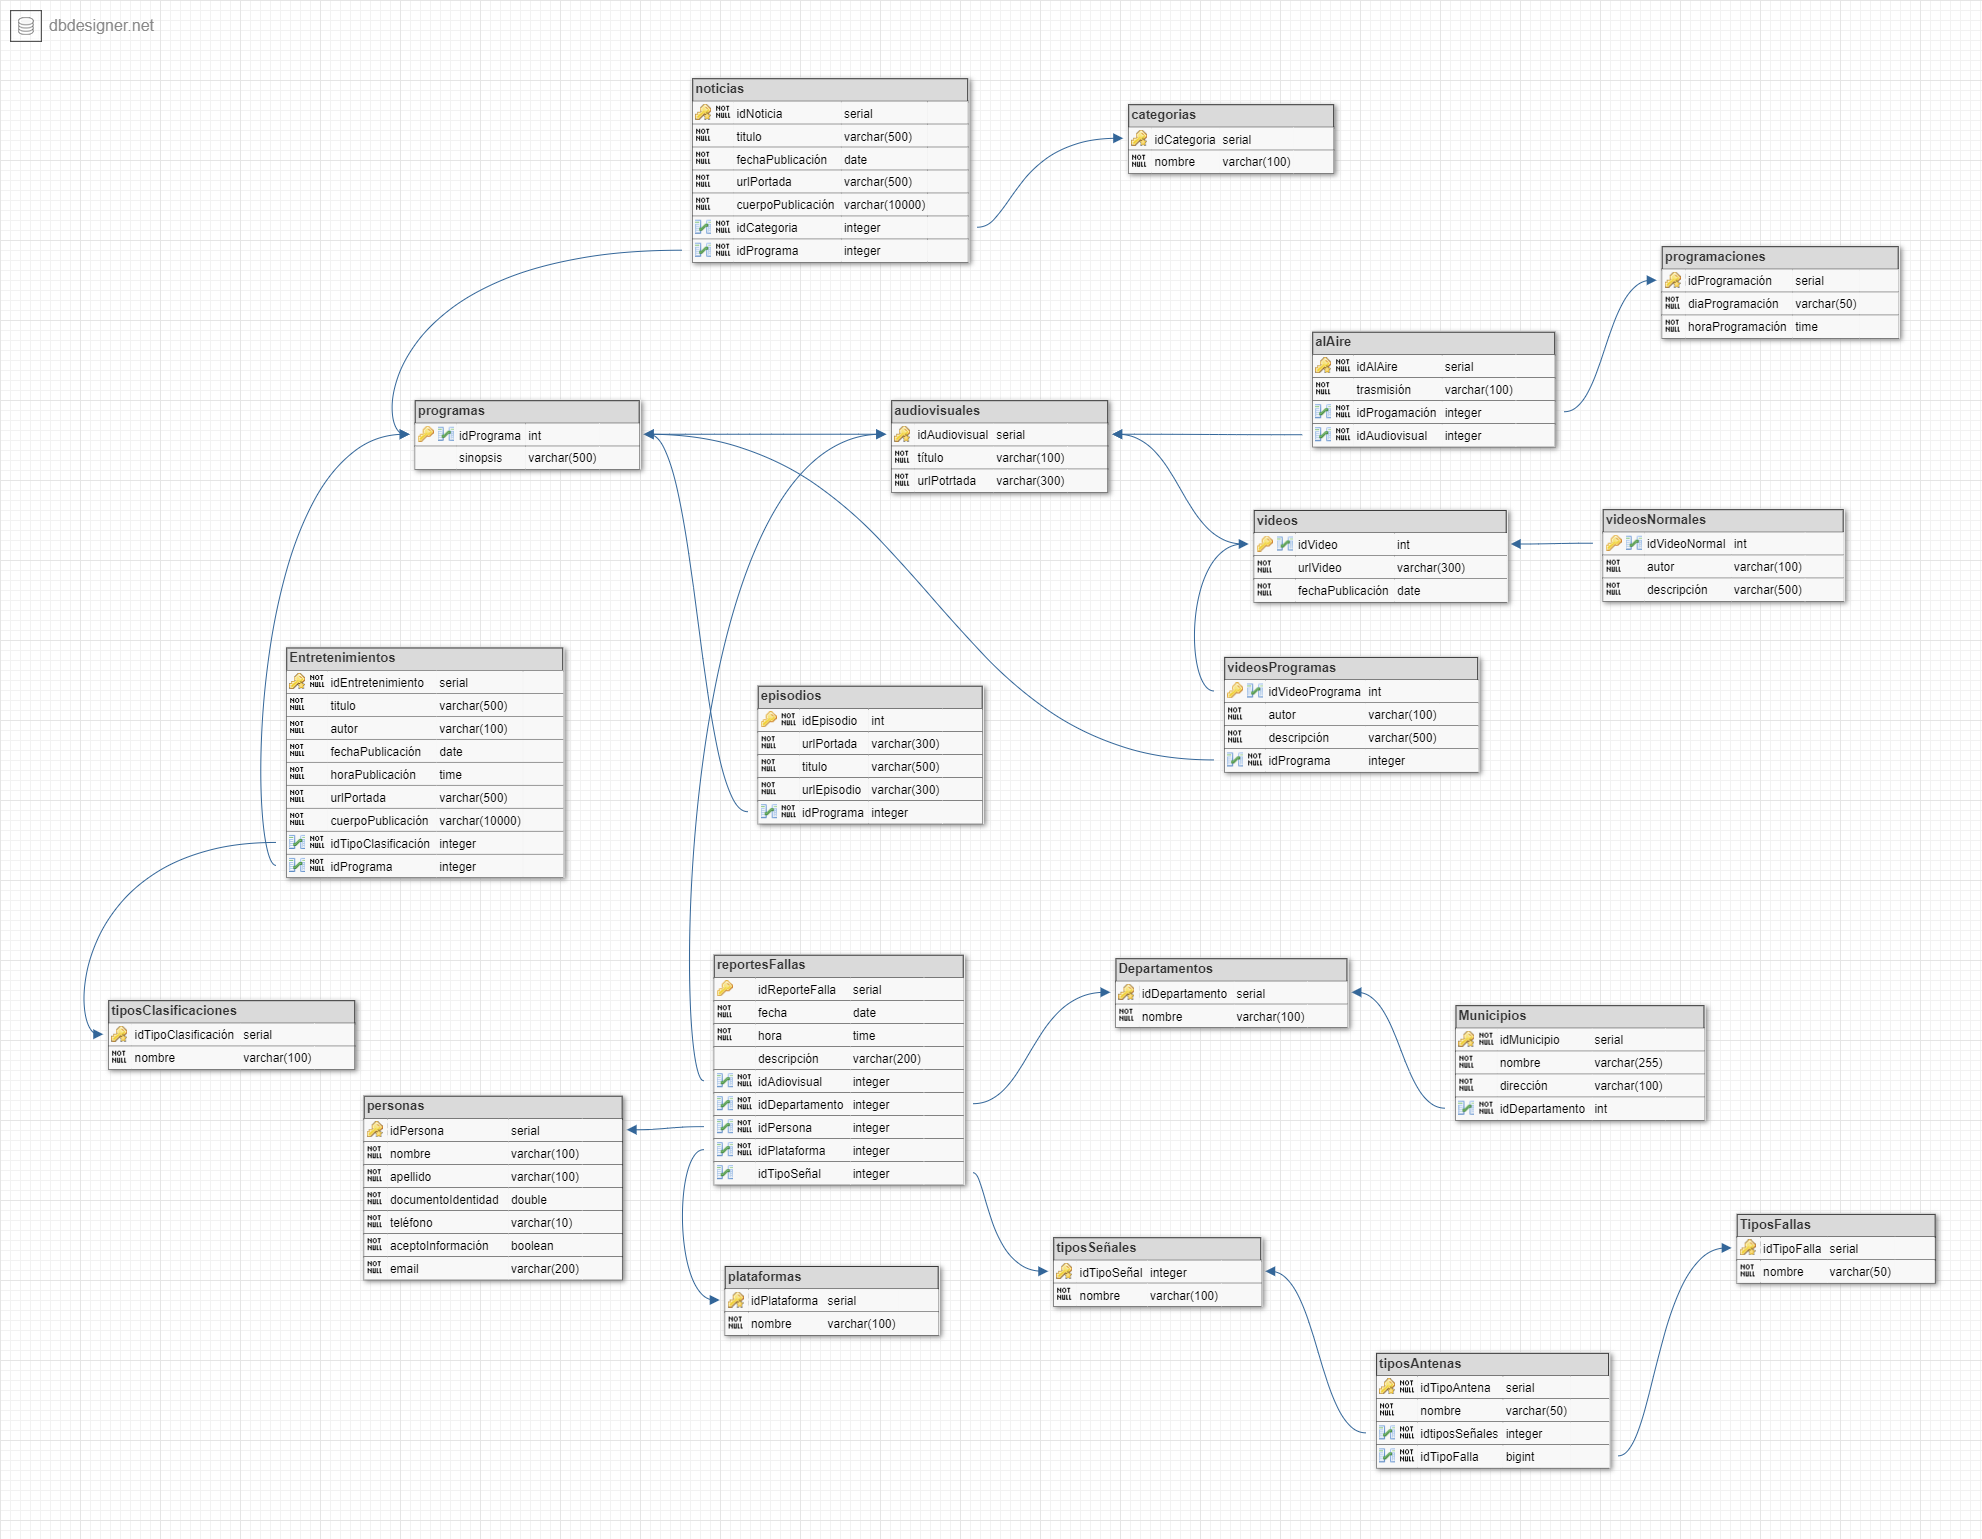 dbdesigner.net
noticias
NOT NULL idNoticia serial
NOT NULL titulo varchar(500)
NOT NULL fechaPublicación date
NOT NULL urlPortada varchar(500)
NOT NULL cuerpoPublicación varchar(10000)
NOT NULL idCategoria integer
NOT NULL idPrograma integer
categorias
idCategoria serial
NOT NULL nombre varchar(100)
programaciones
idProgramación serial
NOT NULL diaProgramación varchar(50)
NOT NULL horaProgramación time
alAire
NOT NULL idAlAire serial
NOT NULL trasmisión varchar(100)
NOT NULL idProgamación integer
NOT NULL idAudiovisual integer
programas
idPrograma int
sinopsis varchar(500)
audiovisuales
idAudiovisual serial
NOT NULL título varchar(100)
NOT NULL urlPotrtada varchar(300)
videos
idVideo int
NOT NULL urlVideo varchar(300)
NOT NULL fechaPublicación date
videosNormales
idVideoNormal int
NOT NULL autor varchar(100)
NOT NULL descripción varchar(500)
Entretenimientos
NOT NULL idEntretenimiento serial
NOT NULL titulo varchar(500)
NOT NULL autor varchar(100)
NOT NULL fechaPublicación date
NOT NULL horaPublicación time
NOT NULL urlPortada varchar(500)
NOT NULL cuerpoPublicación varchar(10000)
NOT NULL idTipoClasificación integer
NOT NULL idPrograma integer
episodios
NOT NULL idEpisodio int
NOT NULL urlPortada varchar(300)
NOT NULL titulo varchar(500)
NOT NULL urlEpisodio varchar(300)
NOT NULL idPrograma integer
videosProgramas
idVideoPrograma int
NOT NULL autor varchar(100)
NOT NULL descripción varchar(500)
NOT NULL idPrograma integer
tiposClasificaciones
idTipoClasificación serial
NOT NULL nombre varchar(100)
reportesFallas
idReporteFalla serial
NOT NULL fecha date
NOT NULL hora time
descripción varchar(200)
NOT NULL idAdiovisual integer
NOT NULL idDepartamento integer
NOT NULL idPersona integer
NOT NULL idPlataforma integer
idTipoSeñal integer
Departamentos
idDepartamento serial
NOT NULL nombre varchar(100)
Municipios
NOT NULL idMunicipio serial
NOT NULL nombre varchar(255)
NOT NULL dirección varchar(100)
NOT NULL idDepartamento int
personas
idPersona serial
NOT NULL nombre varchar(100)
NOT NULL apellido varchar(100)
NOT NULL documentoIdentidad double
NOT NULL teléfono varchar(10)
NOT NULL aceptoInformación boolean
NOT NULL email varchar(200)
plataformas
idPlataforma serial
NOT NULL nombre varchar(100)
tiposSeñales
idTipoSeñal integer
NOT NULL nombre varchar(100)
TiposFallas
idTipoFalla serial
NOT NULL nombre varchar(50)
tiposAntenas
NOT NULL idTipoAntena serial
NOT NULL nombre varchar(50)
NOT NULL idtiposSeñales integer
NOT NULL idTipoFalla bigint